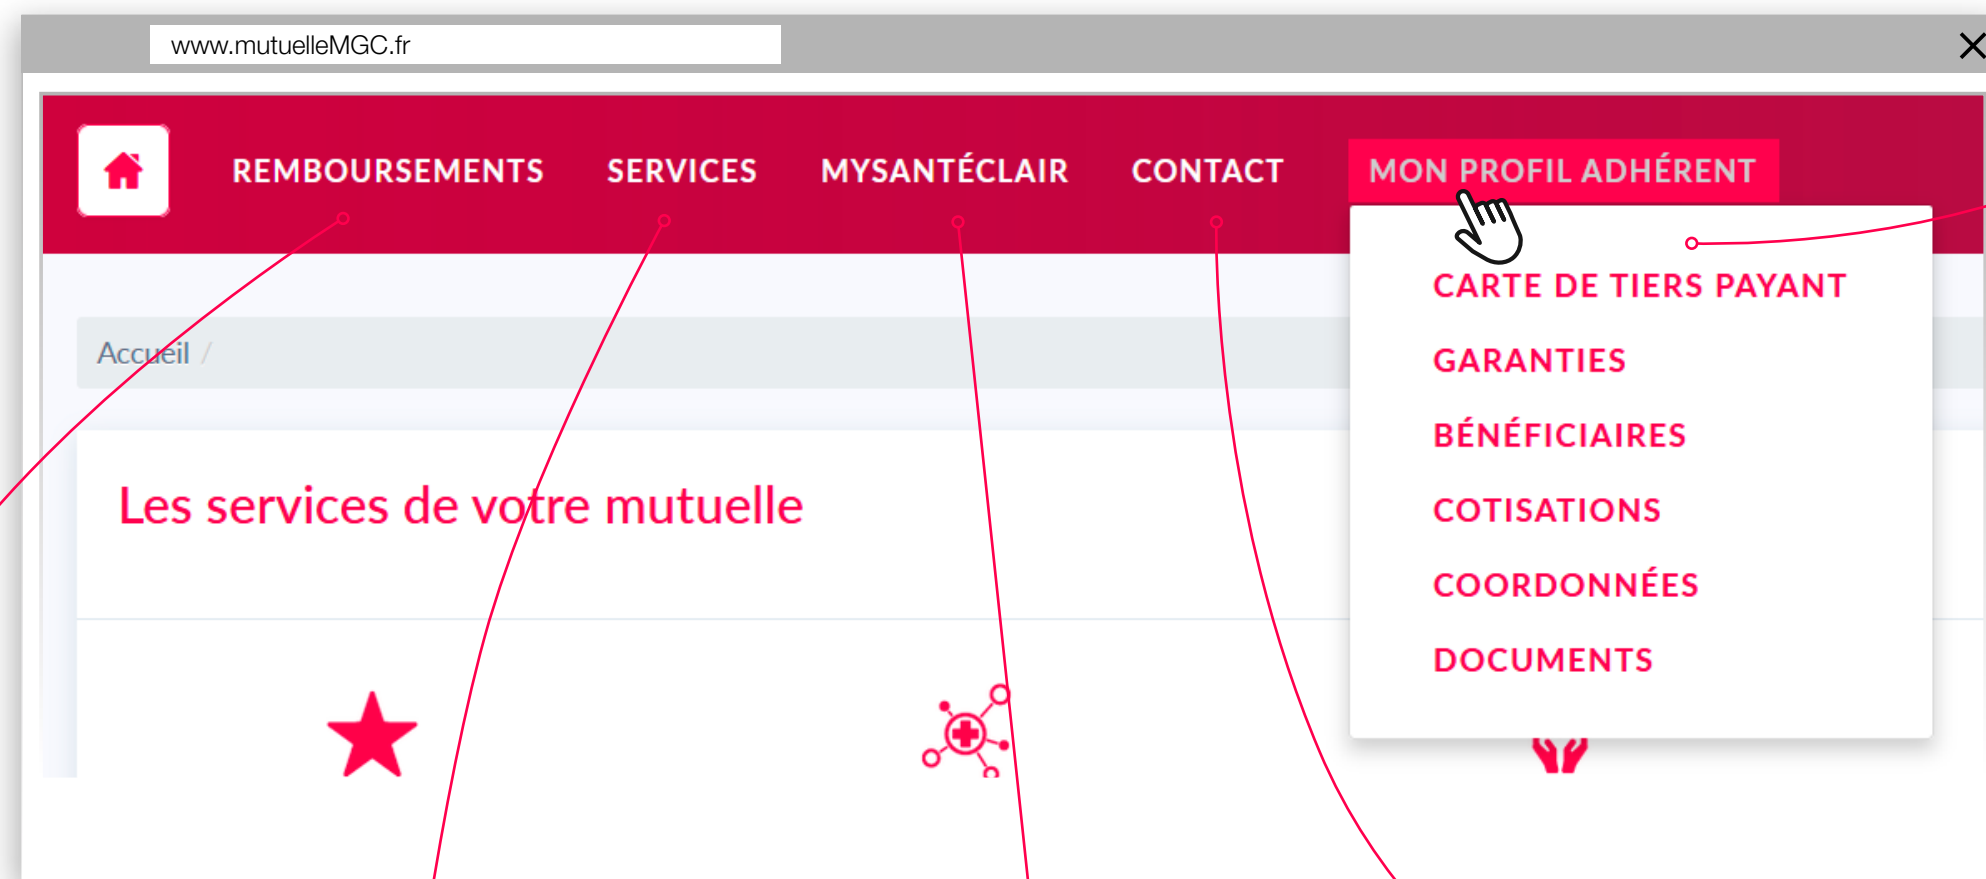 www.mutuelleMGC.fr
REMBOURSEMENTS SERVICES MYSANTÉCLAIR CONTACT MON PROFIL ADHÉRENT
CARTE DE TIERS PAYANT
Accueil /
GARANTIES
BÉNÉFICIAIRES
Les services de votre mutuelle
COTISATIONS
COORDONNÉES
DOCUMENTS